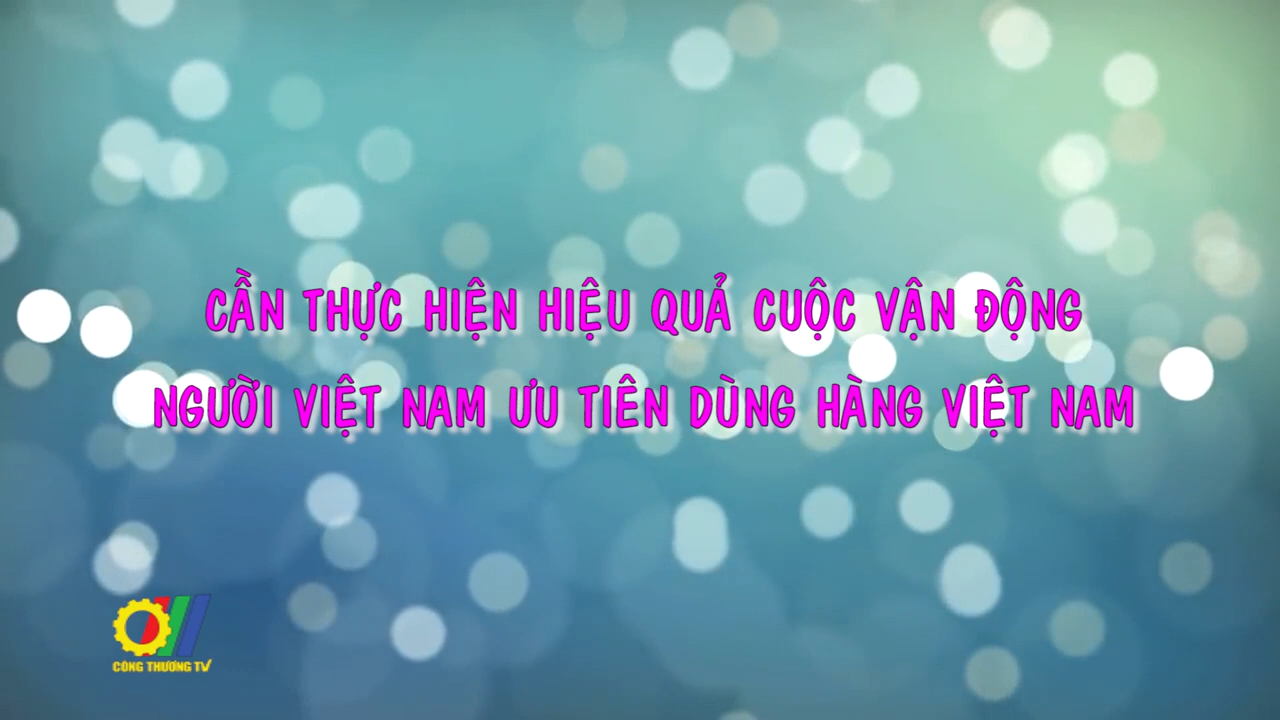 CẦN THỰC HIỆN HIỆU QUẢ CUỘC VẬN ĐỘNG
NGƯỜI VIỆT NAM ƯU TIÊN DÙNG HÀNG VIỆT NAM
CÔNG THƯƠNG TV